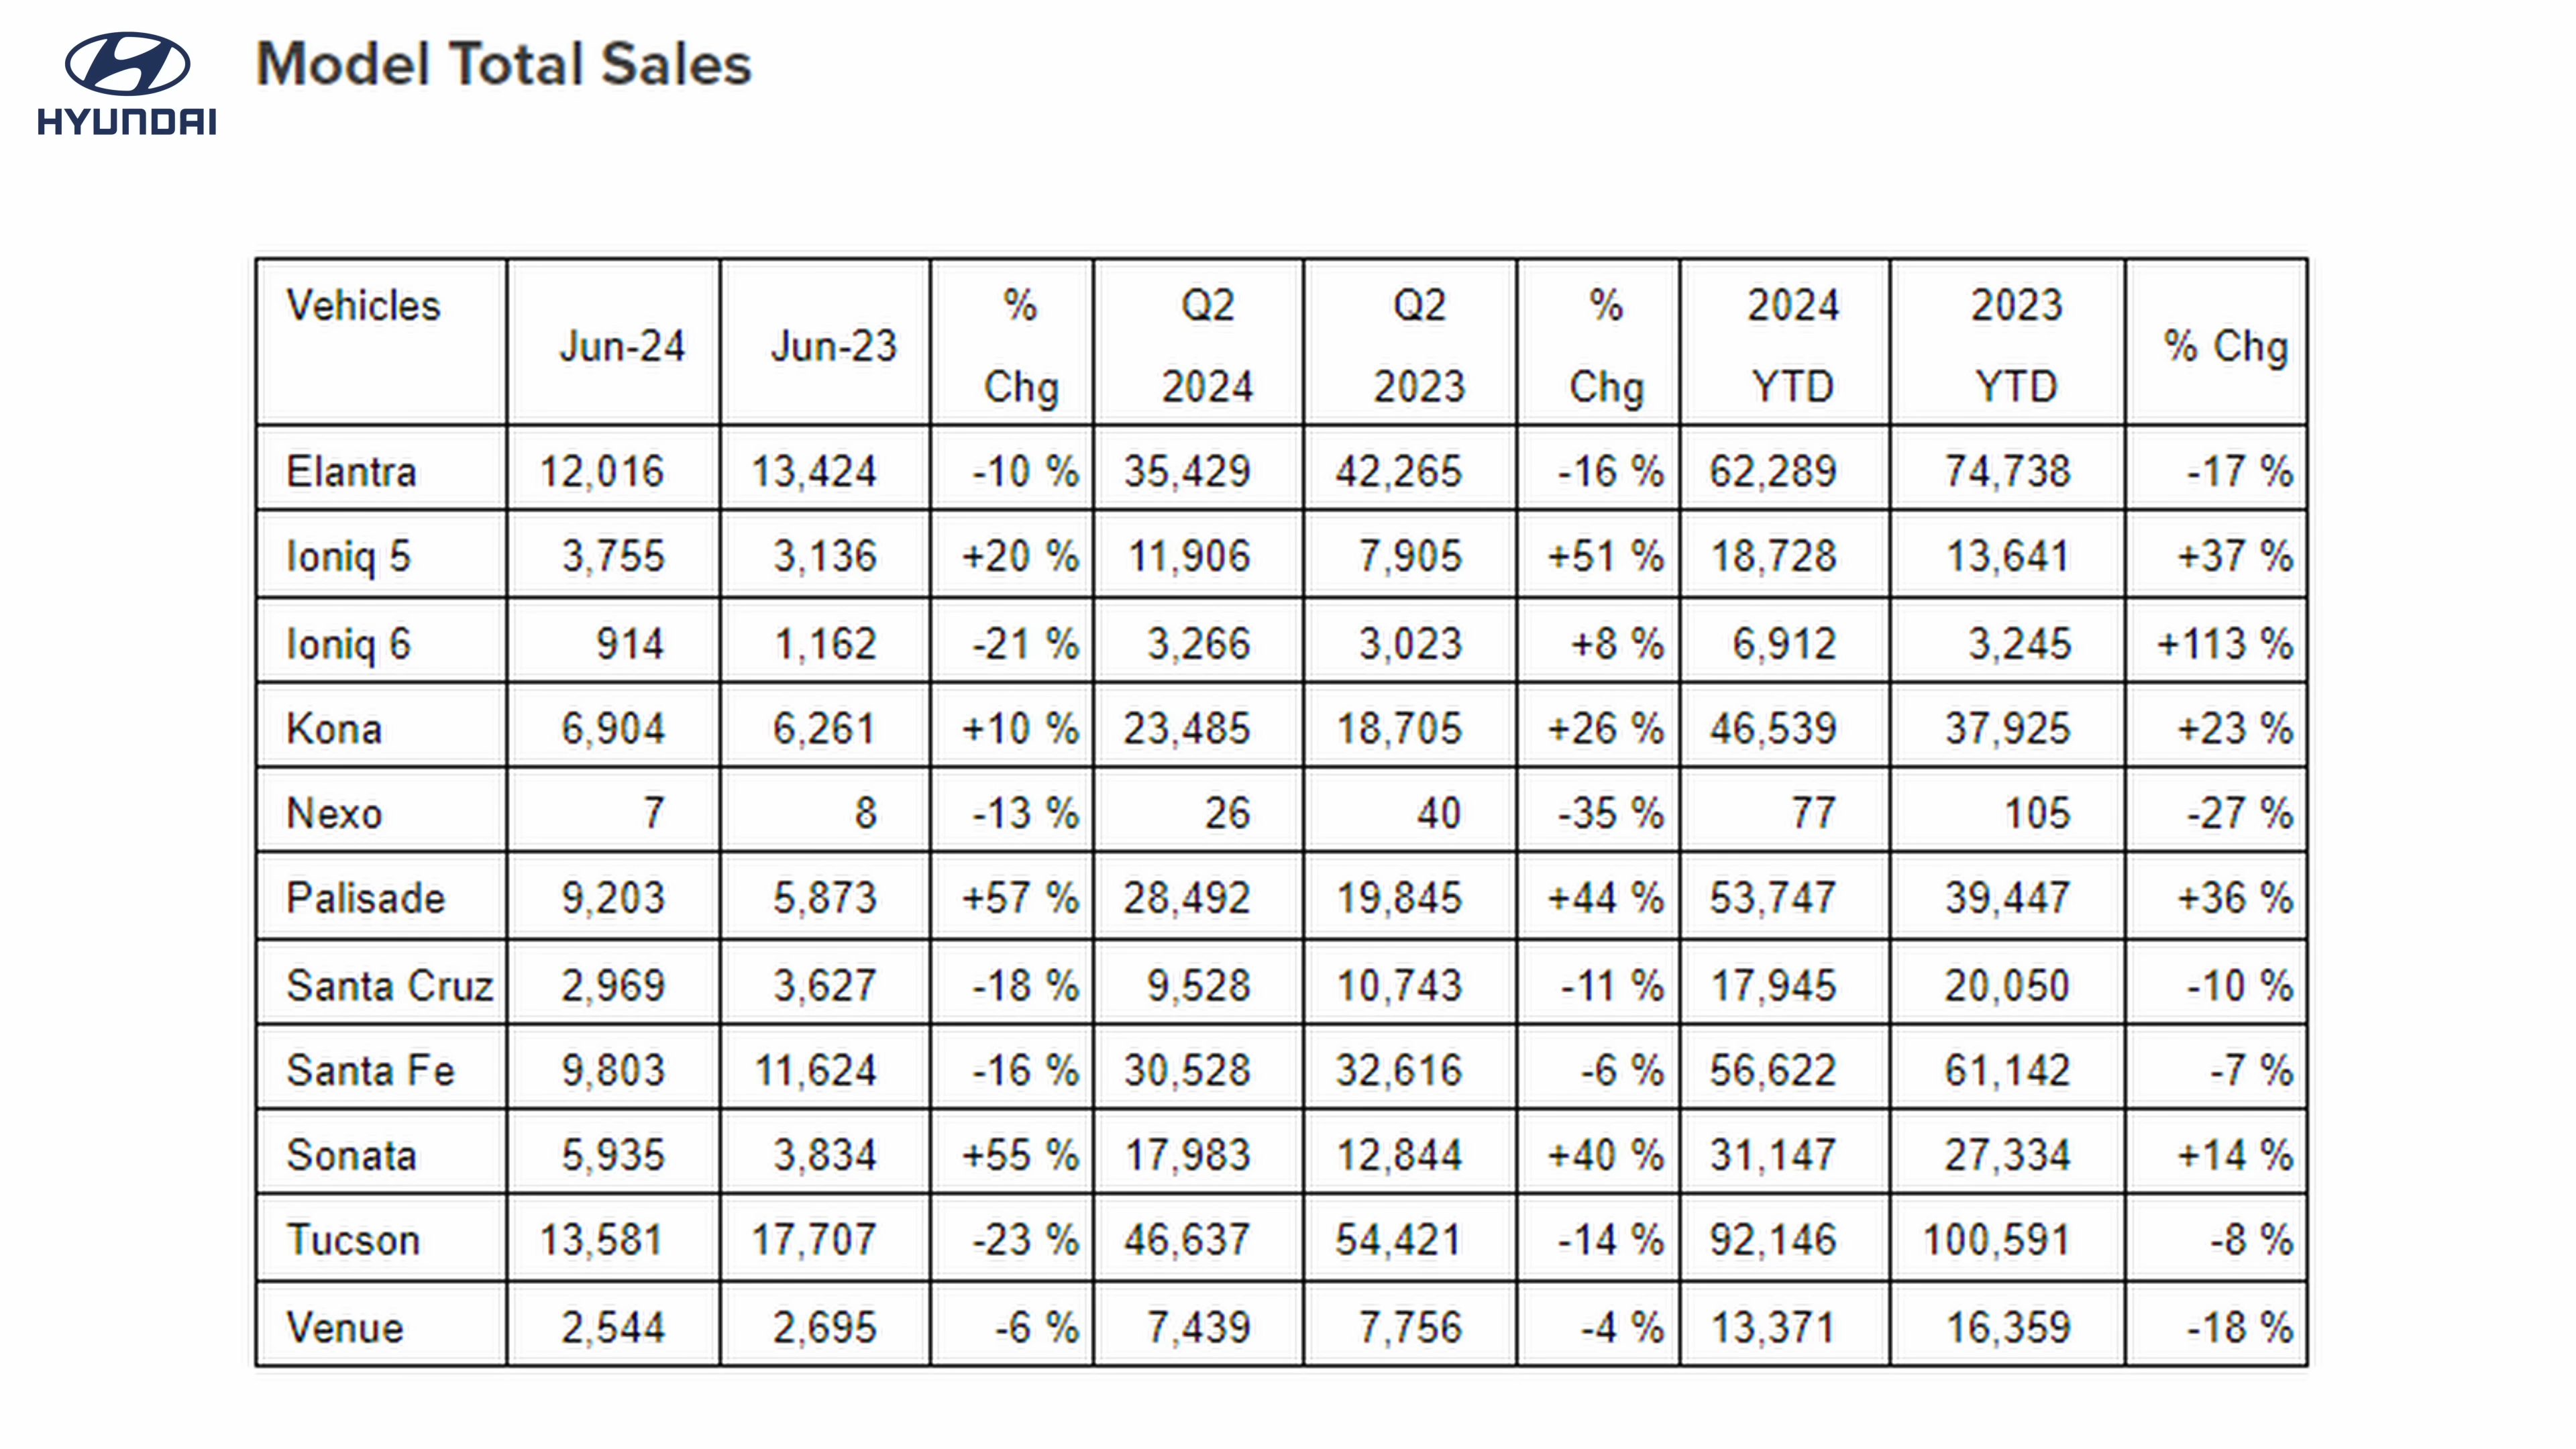 HYUNDAI
Model Total Sales
Vehicles Jun-24 Jun-23 % Chg Q2 2024 Q2 2023 % Chg 2024 YTD 2023 YTD % Chg
Elantra 12,016 13,424 -10 % 35,429 42,265 -16 % 62,289 74,738 -17 %
Ioniq 5 3,755 3,136 +20 % 11,906 7,905 +51 % 18,728 13,641 +37 %
Ioniq 6 914 1,162 -21 % 3,266 3,023 +8 % 6,912 3,245 +113 %
Kona 6,904 6,261 +10 % 23,485 18,705 +26 % 46,539 37,925 +23 %
Nexo 7 8 -13 % 26 40 -35 % 77 105 -27 %
Palisade 9,203 5,873 +57 % 28,492 19,845 +44 % 53,747 39,447 +36 %
Santa Cruz 2,969 3,627 -18 % 9,528 10,743 -11 % 17,945 20,050 -10 %
Santa Fe 9,803 11,624 -16 % 30,528 32,616 -6 % 56,622 61,142 -7 %
Sonata 5,935 3,834 +55 % 17,983 12,844 +40 % 31,147 27,334 +14 %
Tucson 13,581 17,707 -23 % 46,637 54,421 -14 % 92,146 100,591 -8 %
Venue 2,544 2,695 -6 % 7,439 7,756 -4 % 13,371 16,359 -18 %